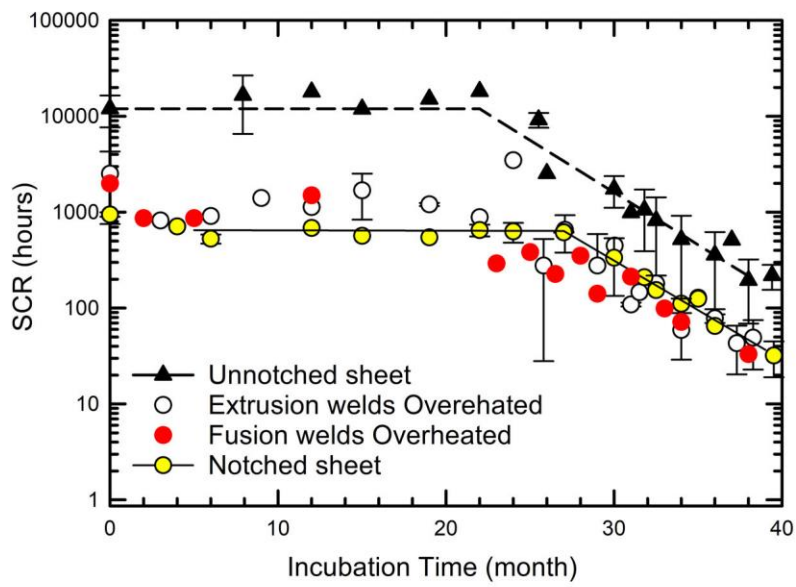 100000
10000
1000
100
10
1
SCR (hours)
Unnotched sheet
Extrusion welds Overehated
Fusion welds Overheated
Notched sheet
0
10
20
30
40
Incubation Time (month)